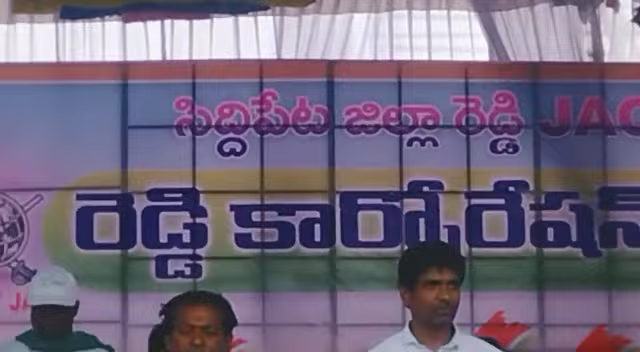 సిద్దిపేట జిల్లా రెడ్డి JAC
రెడ్డి కార్పోరేషన్